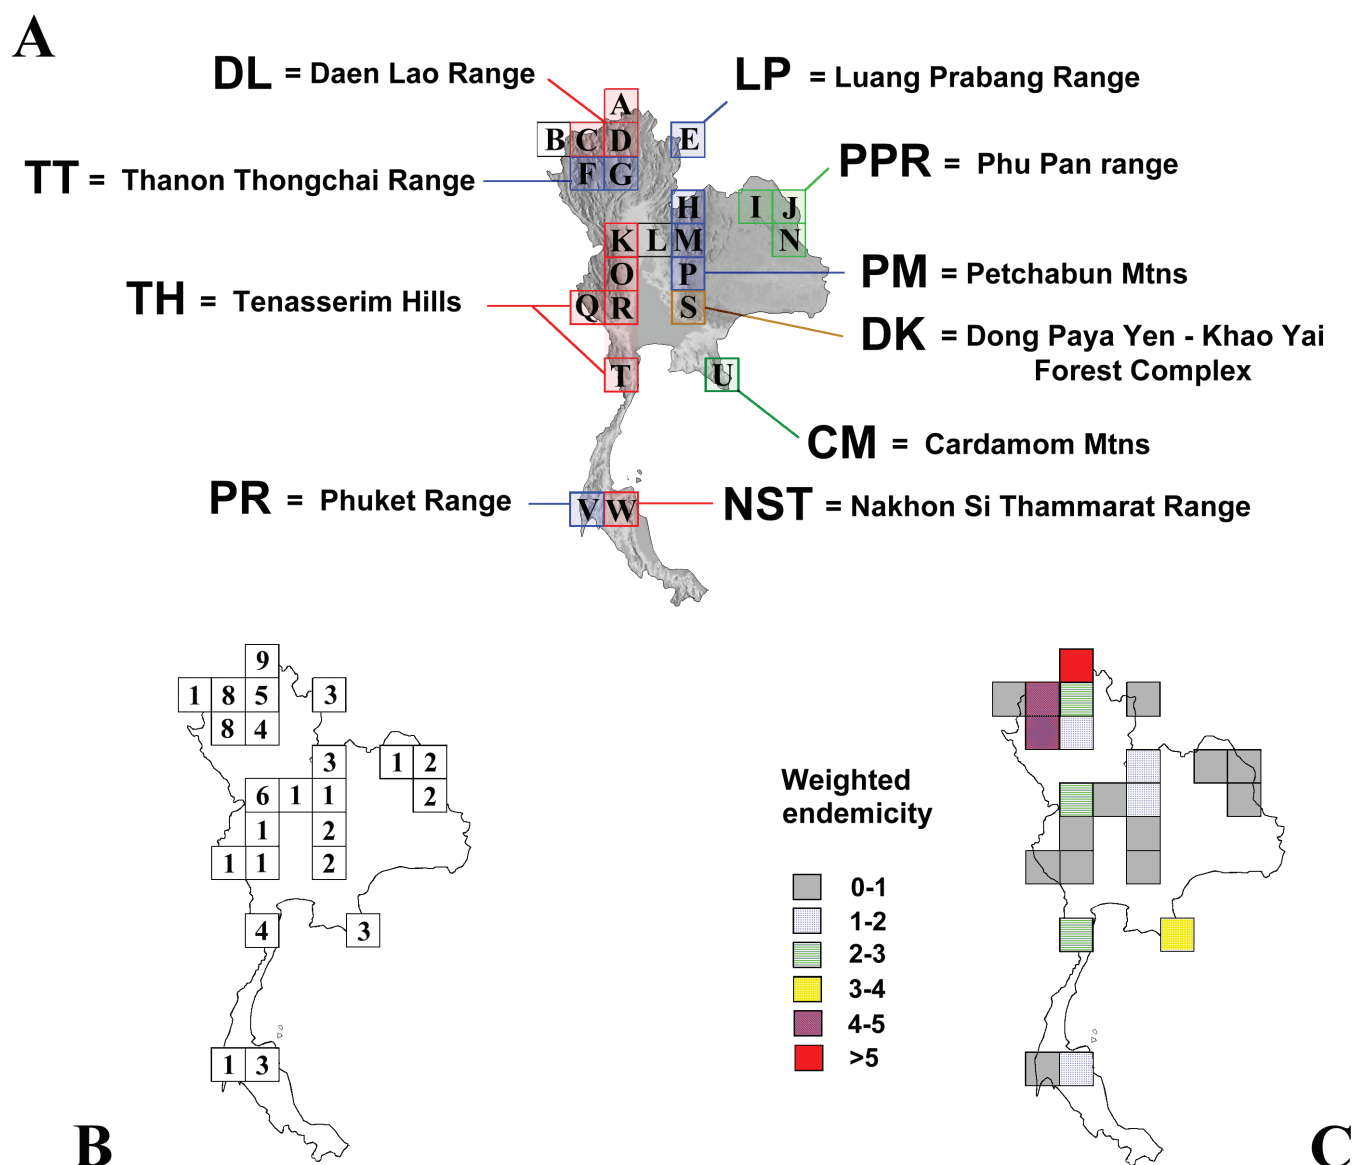 A
DL = Daen Lao Range
LP = Luang Prabang Range
A
B C D
E
PPR = Phu Pan range
TT = Thanon Thongchai Range
F G
H
I J
K L M
N
PM = Petchabun Mtns
O
P
TH = Tenasserim Hills
Q R
S
DK = Dong Paya Yen - Khao Yai
Forest Complex
T
U
CM = Cardamom Mtns
PR = Phuket Range
V W
NST = Nakhon Si Thammarat Range
9
1 8 5
3
8 4
3
1 2
6 1 1
2
1
2
1 1
2
4
3
1 3
B
Weighted
endemicity
0-1
1-2
2-3
3-4
4-5
>5
C